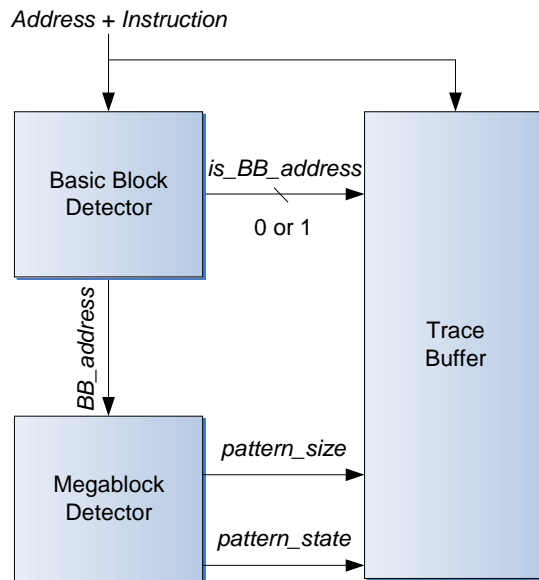 Address + Instruction
Basic Block
Detector
is_BB_address
0 or 1
BB_address
Trace
Buffer
Megablock
Detector
pattern_size
pattern_state